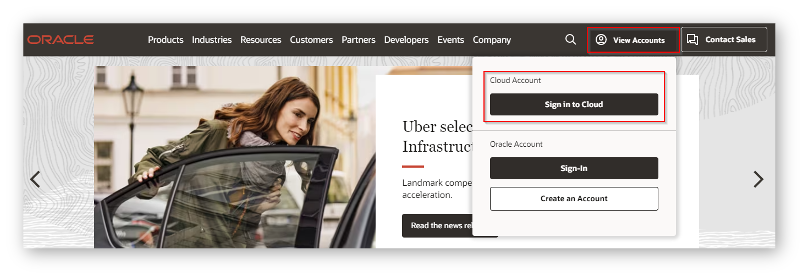 ORACLE
Products Industries Resources Customers Partners Developers Events Company
View Accounts
Contact Sales
Cloud Account
Sign in to Cloud
Oracle Account
Sign-In
Create an Account
Uber selec
Infrastruc
Landmark compe
acceleration.
Read the news rel